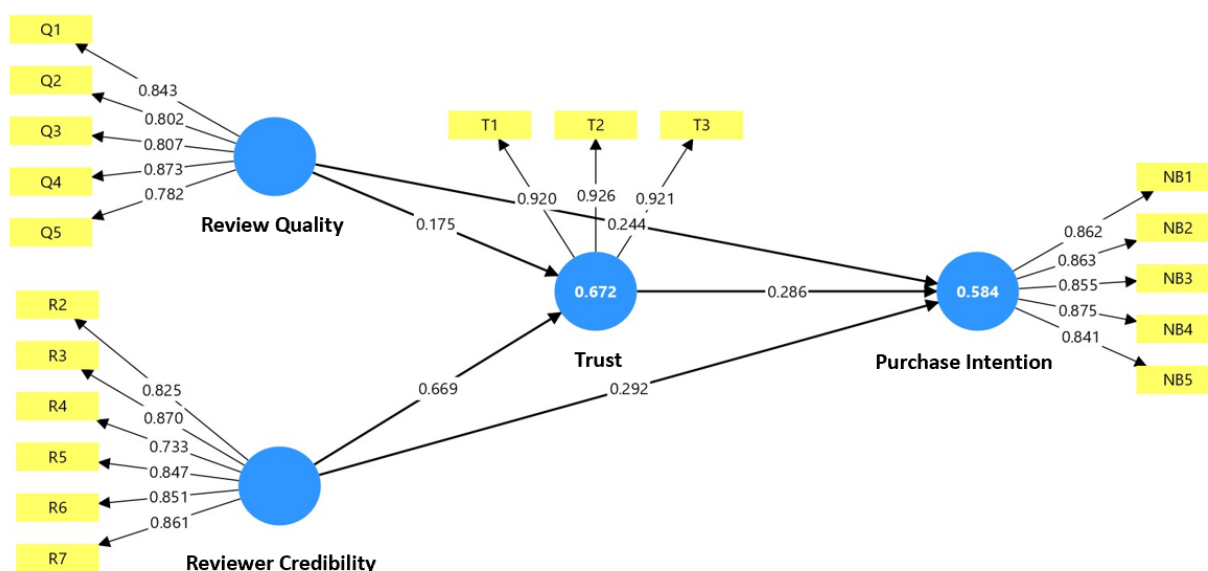 Q1
Q2
Q3
Q4
Q5
0.843
0.802
0.807
0.873
0.782
Review Quality
T1
T2
T3
0.920
0.926
0.921
0.175
0.244
0.672
Trust
0.286
0.584
Purchase Intention
NB1
NB2
NB3
NB4
NB5
0.862
0.863
0.855
0.875
0.841
R2
R3
R4
R5
R6
R7
0.825
0.870
0.733
0.847
0.851
0.861
0.669
0.292
Reviewer Credibility